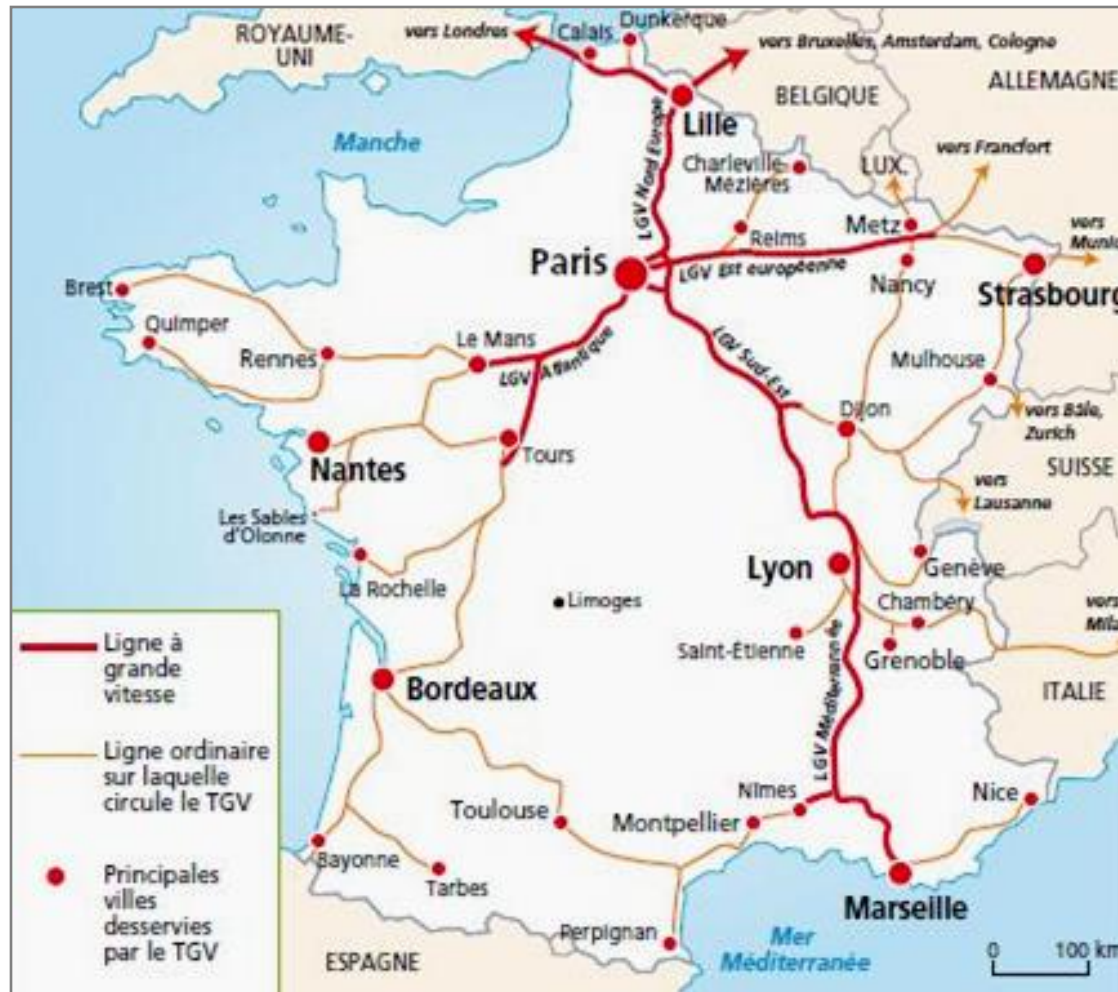 ROYAUME-
UNI
vers Londres
Calais
Dunkerque
vers Bruxelles, Amsterdam, Cologne
ALLEMAGNE
BELGIQUE
Lille
Manche
LGV Nord Europe
Charleville-
Mézières
LUX.
vers Francfort
Metz
Reims
vers
Munic
Paris
LGV Est européenne
Nancy
Strasbourg
Brest
Quimper
Rennes
Le Mans
LGV Atlantique
LGV Sud-Est
Mulhouse
Dijon
vers Bâle,
Zurich
SUISSE
Nantes
Tours
vers
Lausanne
Les Sables
d'Olonne
La Rochelle
Limoges
Lyon
Genève
Chambéry
vers
Mila
Saint-Étienne
Grenoble
LGV Méditerrannée
ITALIE
Bordeaux
Nîmes
Nice
Toulouse
Montpellier
Bayonne
Tarbes
Marseille
Perpignan
Mer
Méditerranée
ESPAGNE
0 100 km
Ligne à
grande
vitesse
Ligne ordinaire
sur laquelle
circule le TGV
Principales
villes
desservies
par le TGV